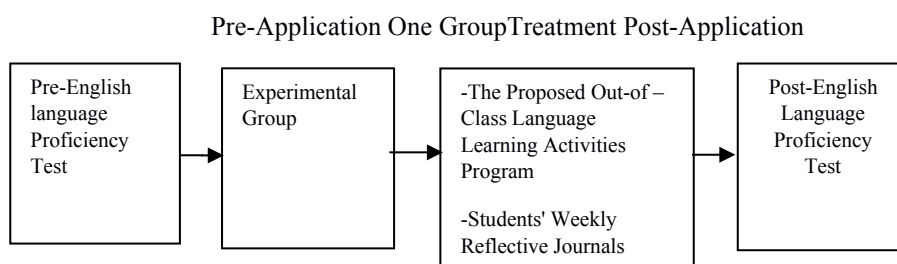 Pre-Application One GroupTreatment Post-Application
Pre-English
language
Proficiency
Test
Experimental
Group
-The Proposed Out-of –
Class Language
Learning Activities
Program
-Students' Weekly
Reflective Journals
Post-English
Language
Proficiency
Test